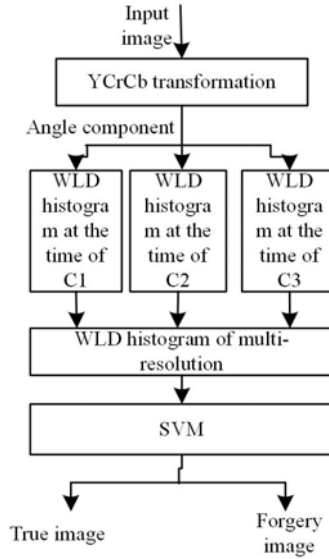 Input
image
YCrCb transformation
Angle component
WLD
histogra
m at the
time of
C1
WLD
histogra
m at the
time of
C2
WLD
histogra
m at the
time of
C3
WLD histogram of multi-
resolution
SVM
True image
Forgery
image